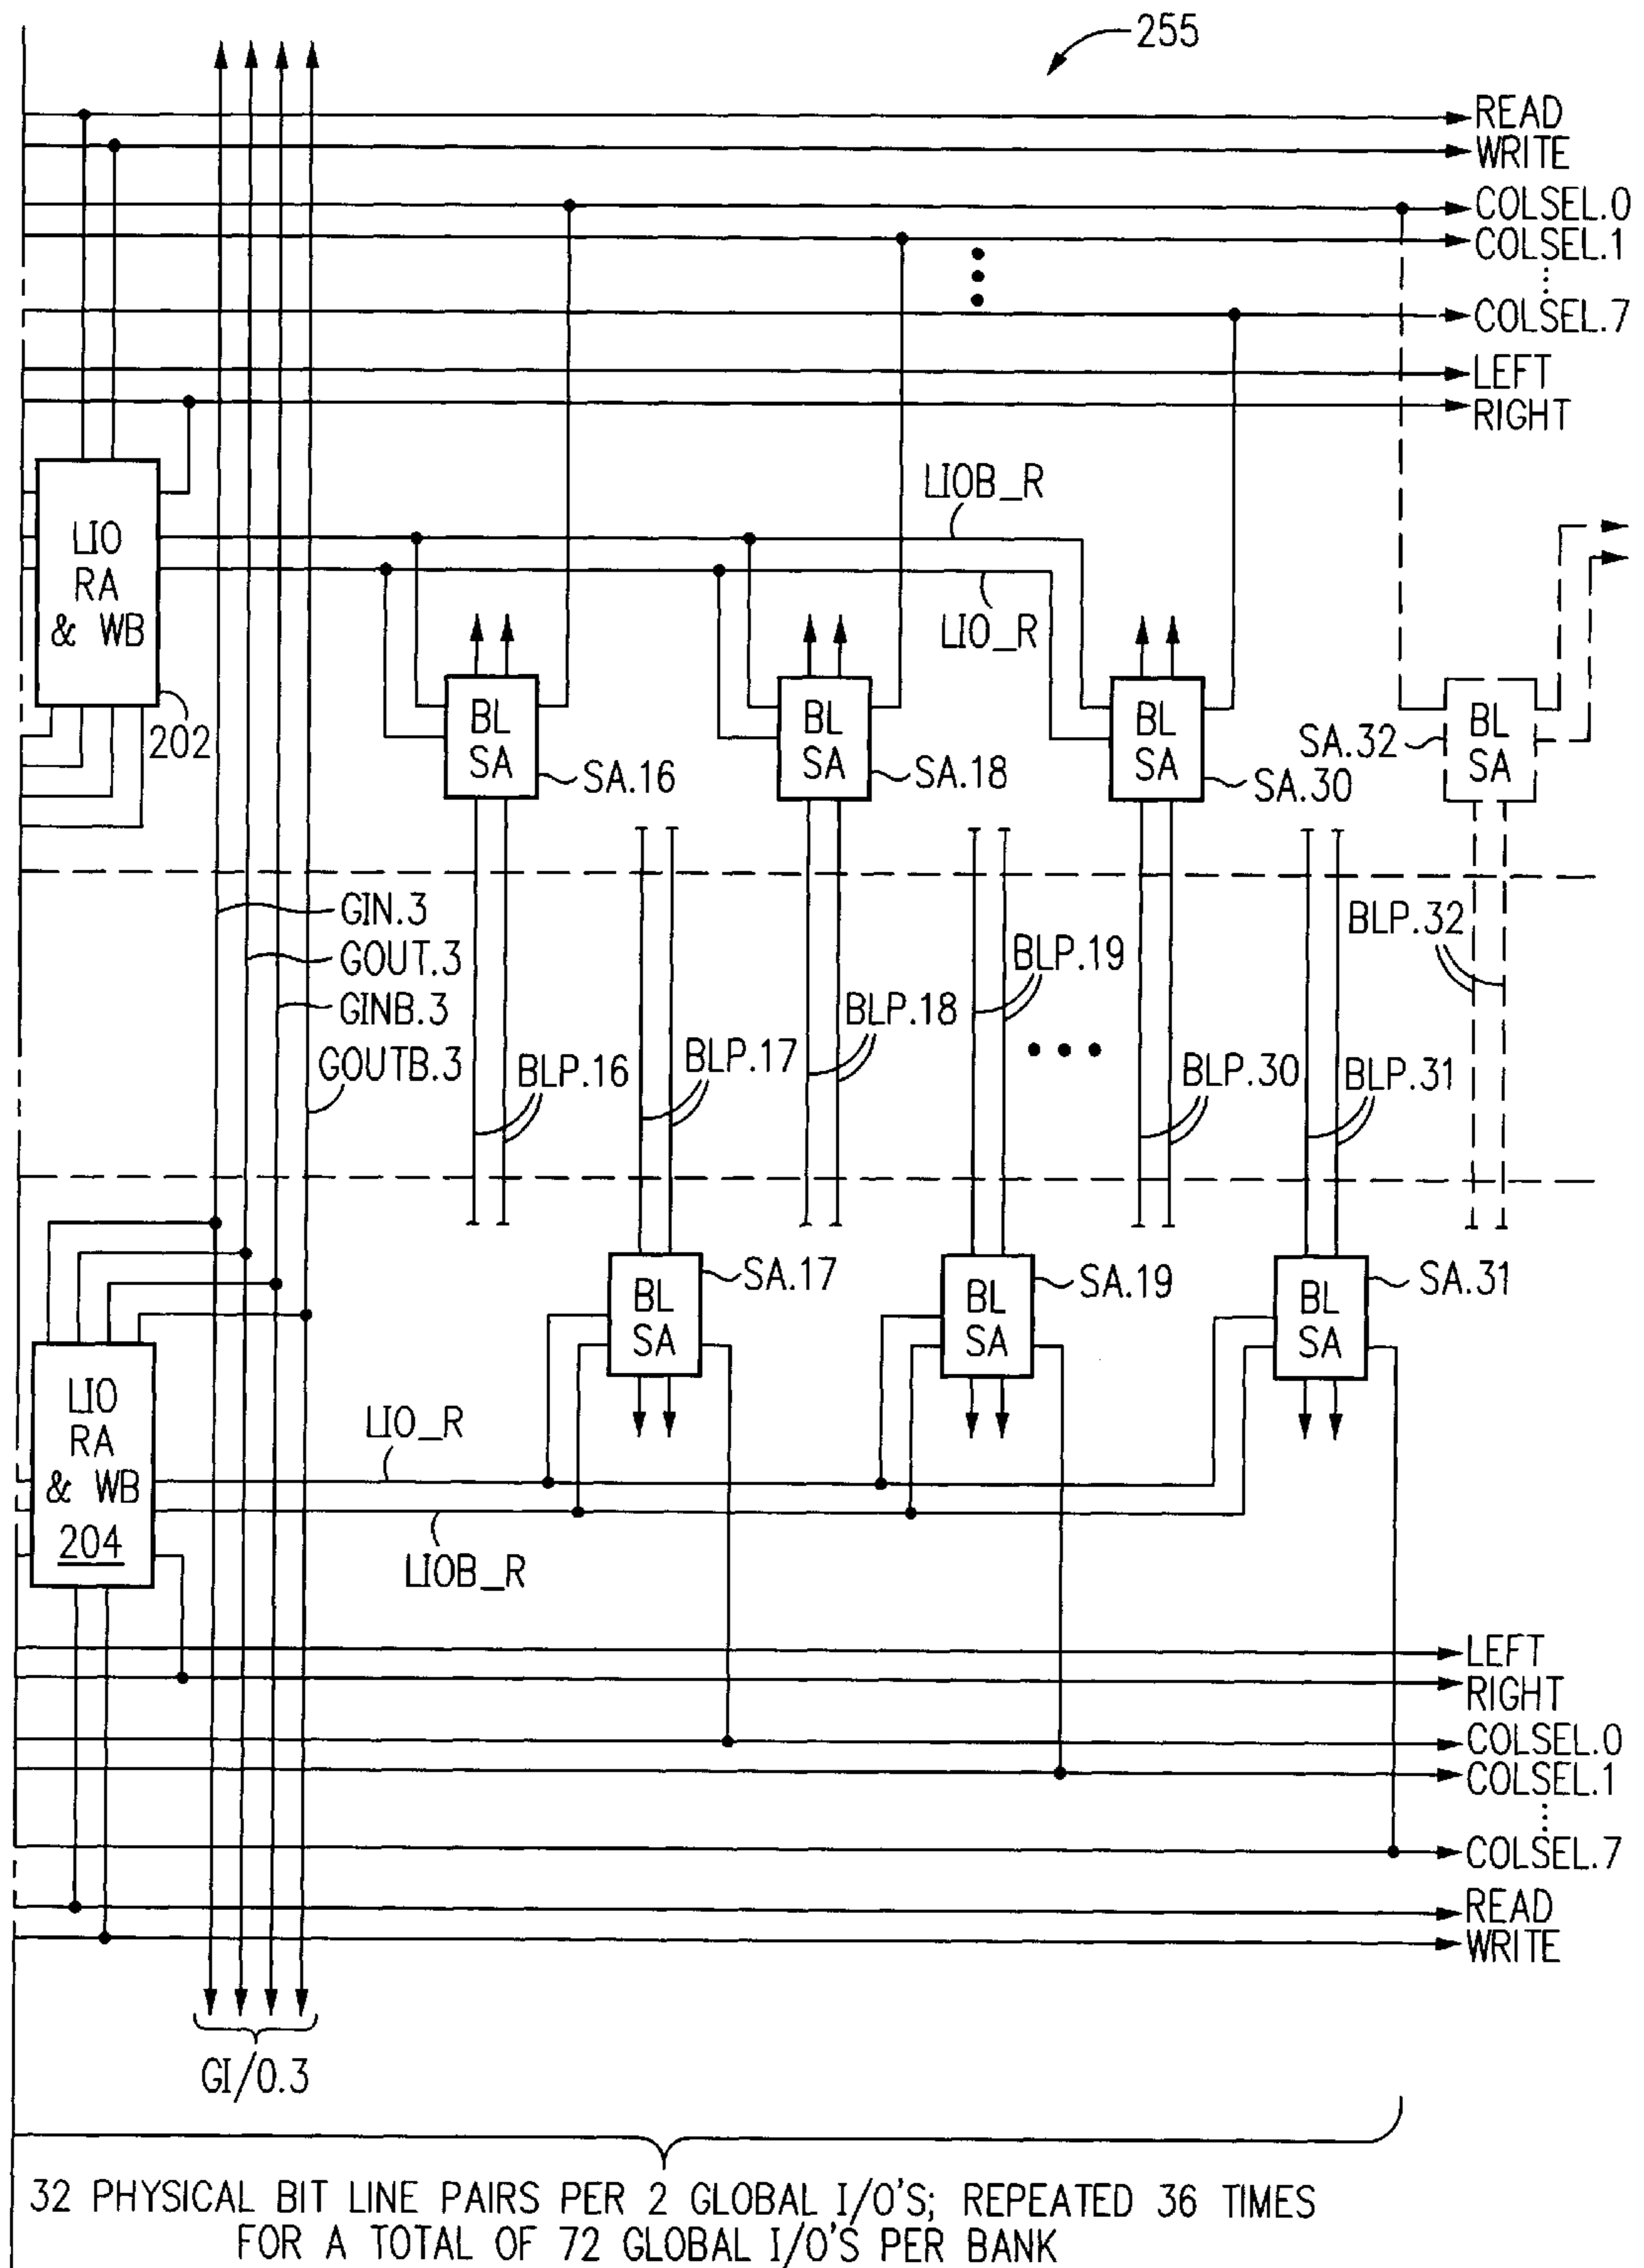 255
READ
WRITE
COLSEL.0
COLSEL.1
COLSEL.7
LEFT
RIGHT
LIOB_R
LIO
RA
& WB
LIO_R
202
BL
SA
SA.16
BL
SA
SA.18
BL
SA
SA.30
SA.32
BL
SA
GIN.3
GOUT.3
GINB.3
GOUTB.3
BLP.16
BLP.17
BLP.18
BLP.19
BLP.30
BLP.31
BLP.32
BL
SA
SA.17
BL
SA
SA.19
BL
SA
SA.31
LIO
RA
& WB
204
LIO_R
LIOB_R
LEFT
RIGHT
COLSEL.0
COLSEL.1
COLSEL.7
READ
WRITE
GI/O.3
32 PHYSICAL BIT LINE PAIRS PER 2 GLOBAL I/O'S; REPEATED 36 TIMES
FOR A TOTAL OF 72 GLOBAL I/O'S PER BANK